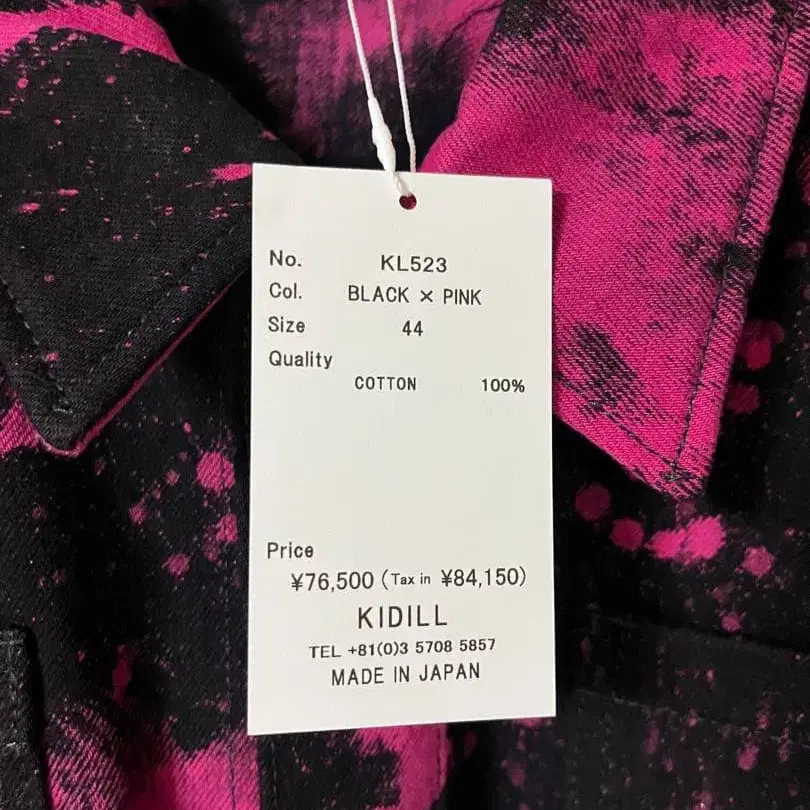 No. KL523
Col. BLACK × PINK
Size 44
Quality
COTTON 100%
Price
¥76,500 (Tax in ¥84,150)
KIDILL
TEL +81(0)3 5708 5857
MADE IN JAPAN